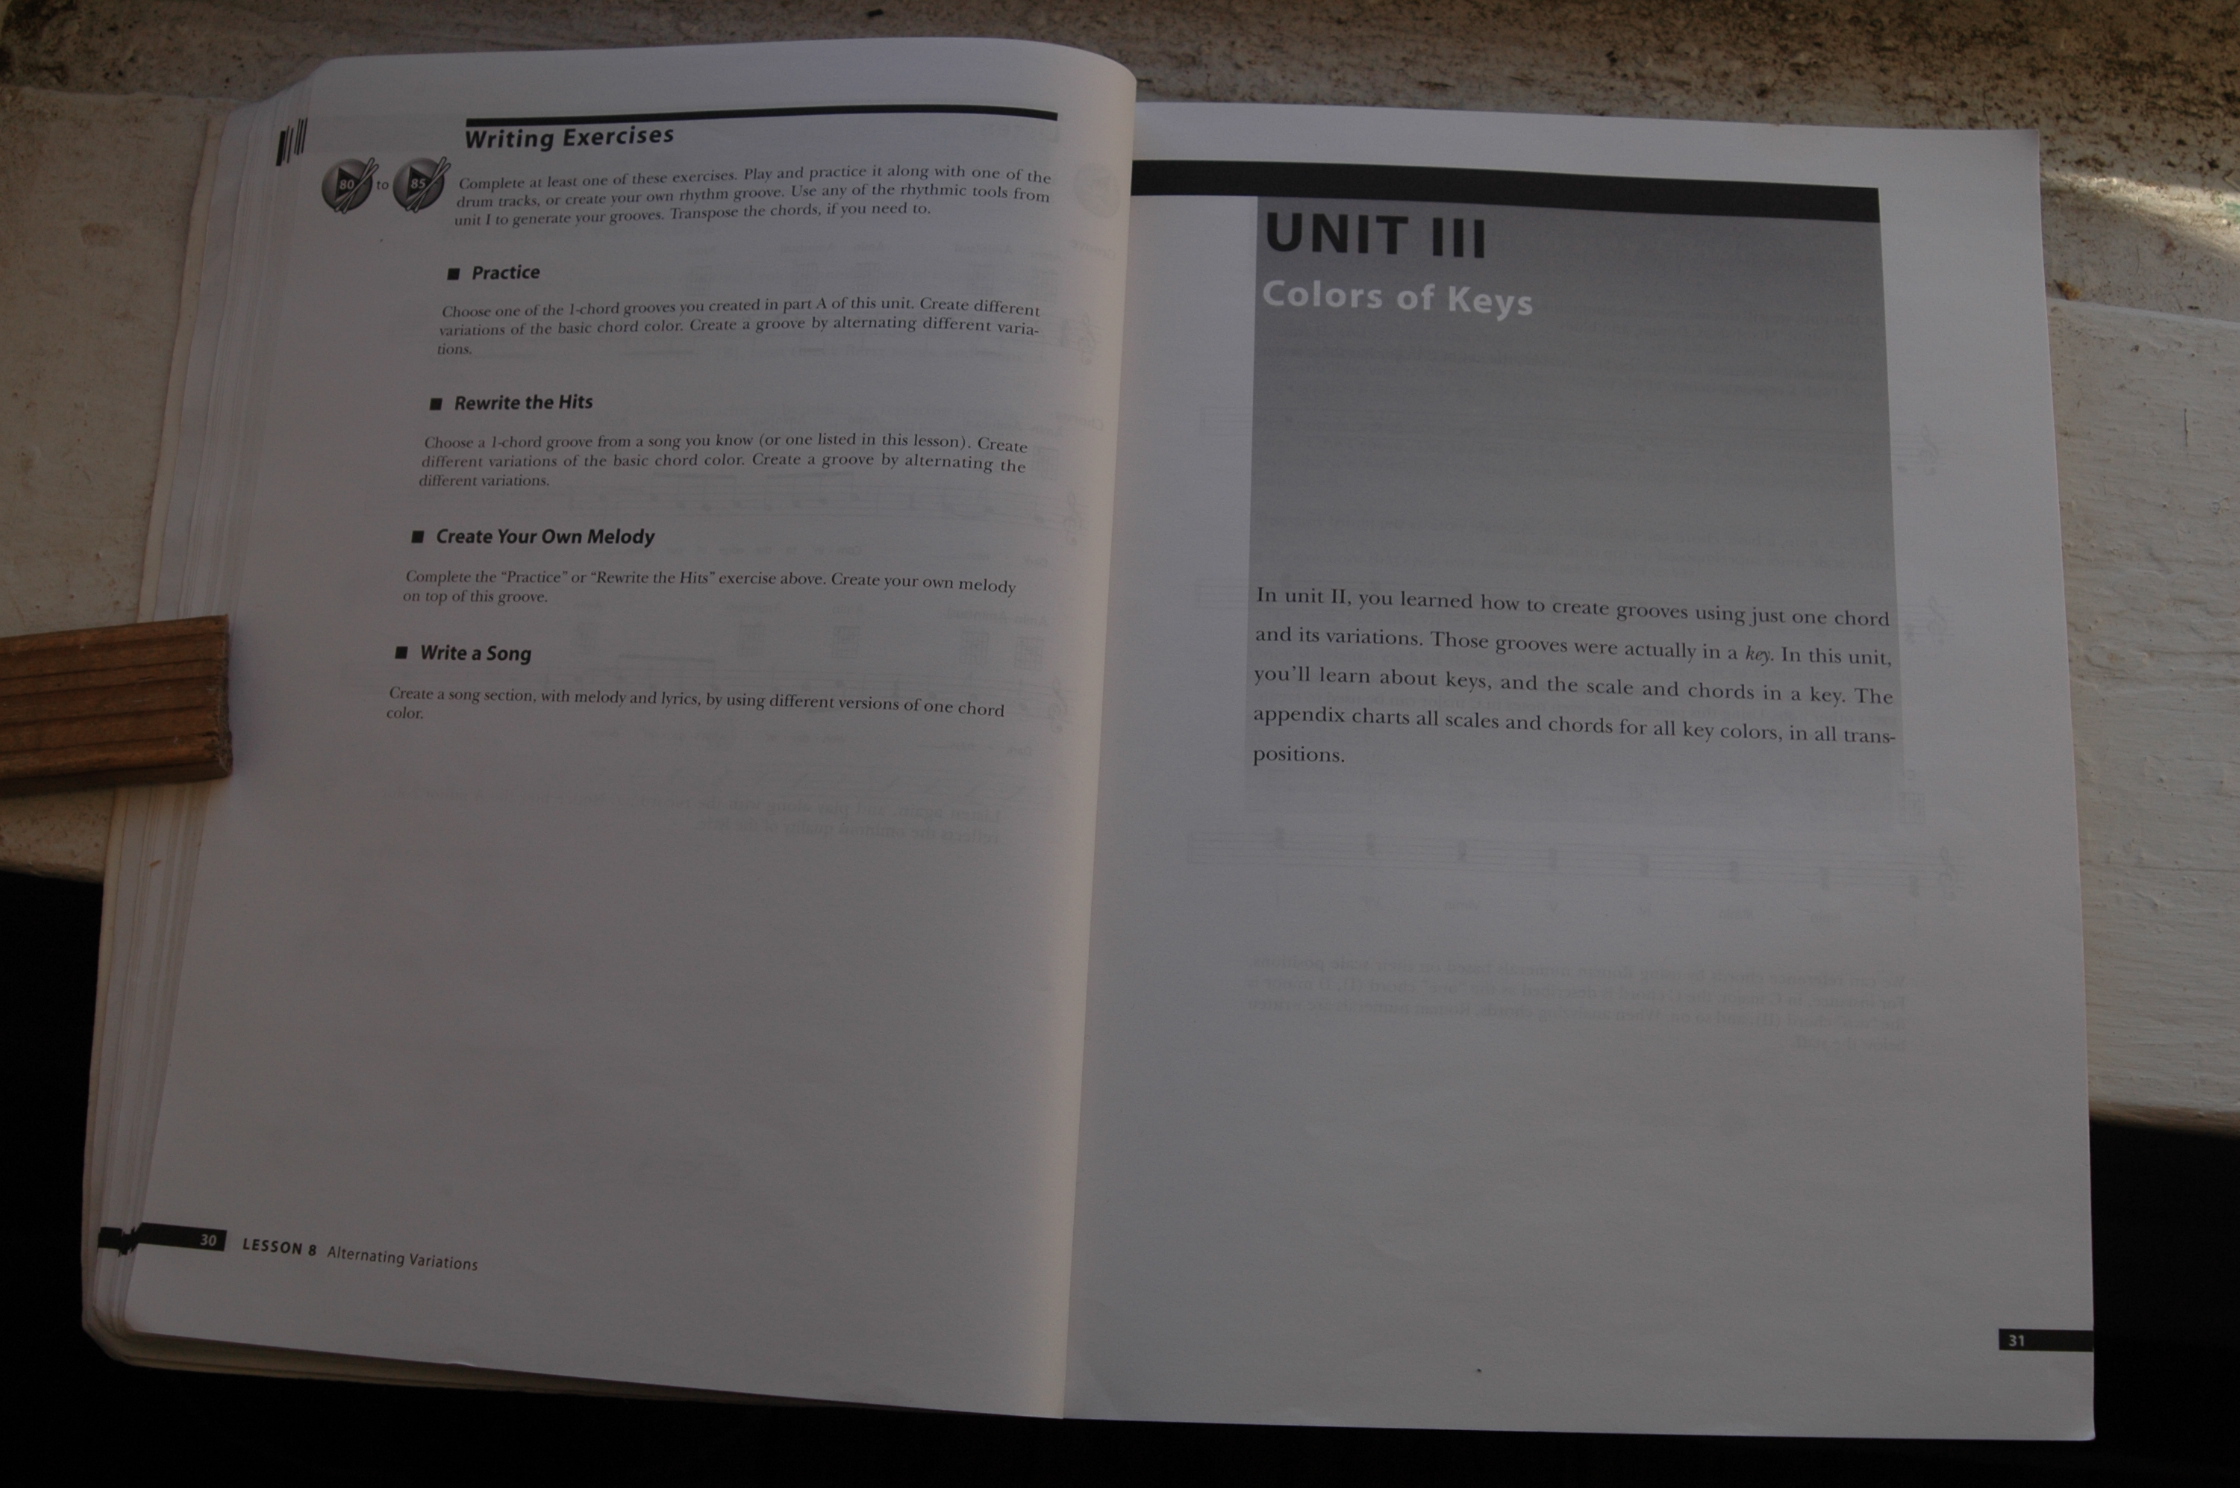 Writing Exercises
80 to 85
Complete at least one of these exercises. Play and practice it along with one of the
drum tracks, or create your own rhythm groove. Use any of the rhythmic tools from
unit I to generate your grooves. Transpose the chords, if you need to.
■ Practice
Choose one of the 1-chord grooves you created in part A of this unit. Create different
variations of the basic chord color. Create a groove by alternating different varia-
tions.
■ Rewrite the Hits
Choose a 1-chord groove from a song you know (or one listed in this lesson). Create
different variations of the basic chord color. Create a groove by alternating the
different variations.
■ Create Your Own Melody
Complete the “Practice” or “Rewrite the Hits” exercise above. Create your own melody
on top of this groove.
■ Write a Song
Create a song section, with melody and lyrics, by using different versions of one chord
color.
30 LESSON 8 Alternating Variations
UNIT III
Colors of Keys
In unit II, you learned how to create grooves using just one chord
and its variations. Those grooves were actually in a key. In this unit,
you’ll learn about keys, and the scale and chords in a key. The
appendix charts all scales and chords for all key colors, in all trans-
positions.
31